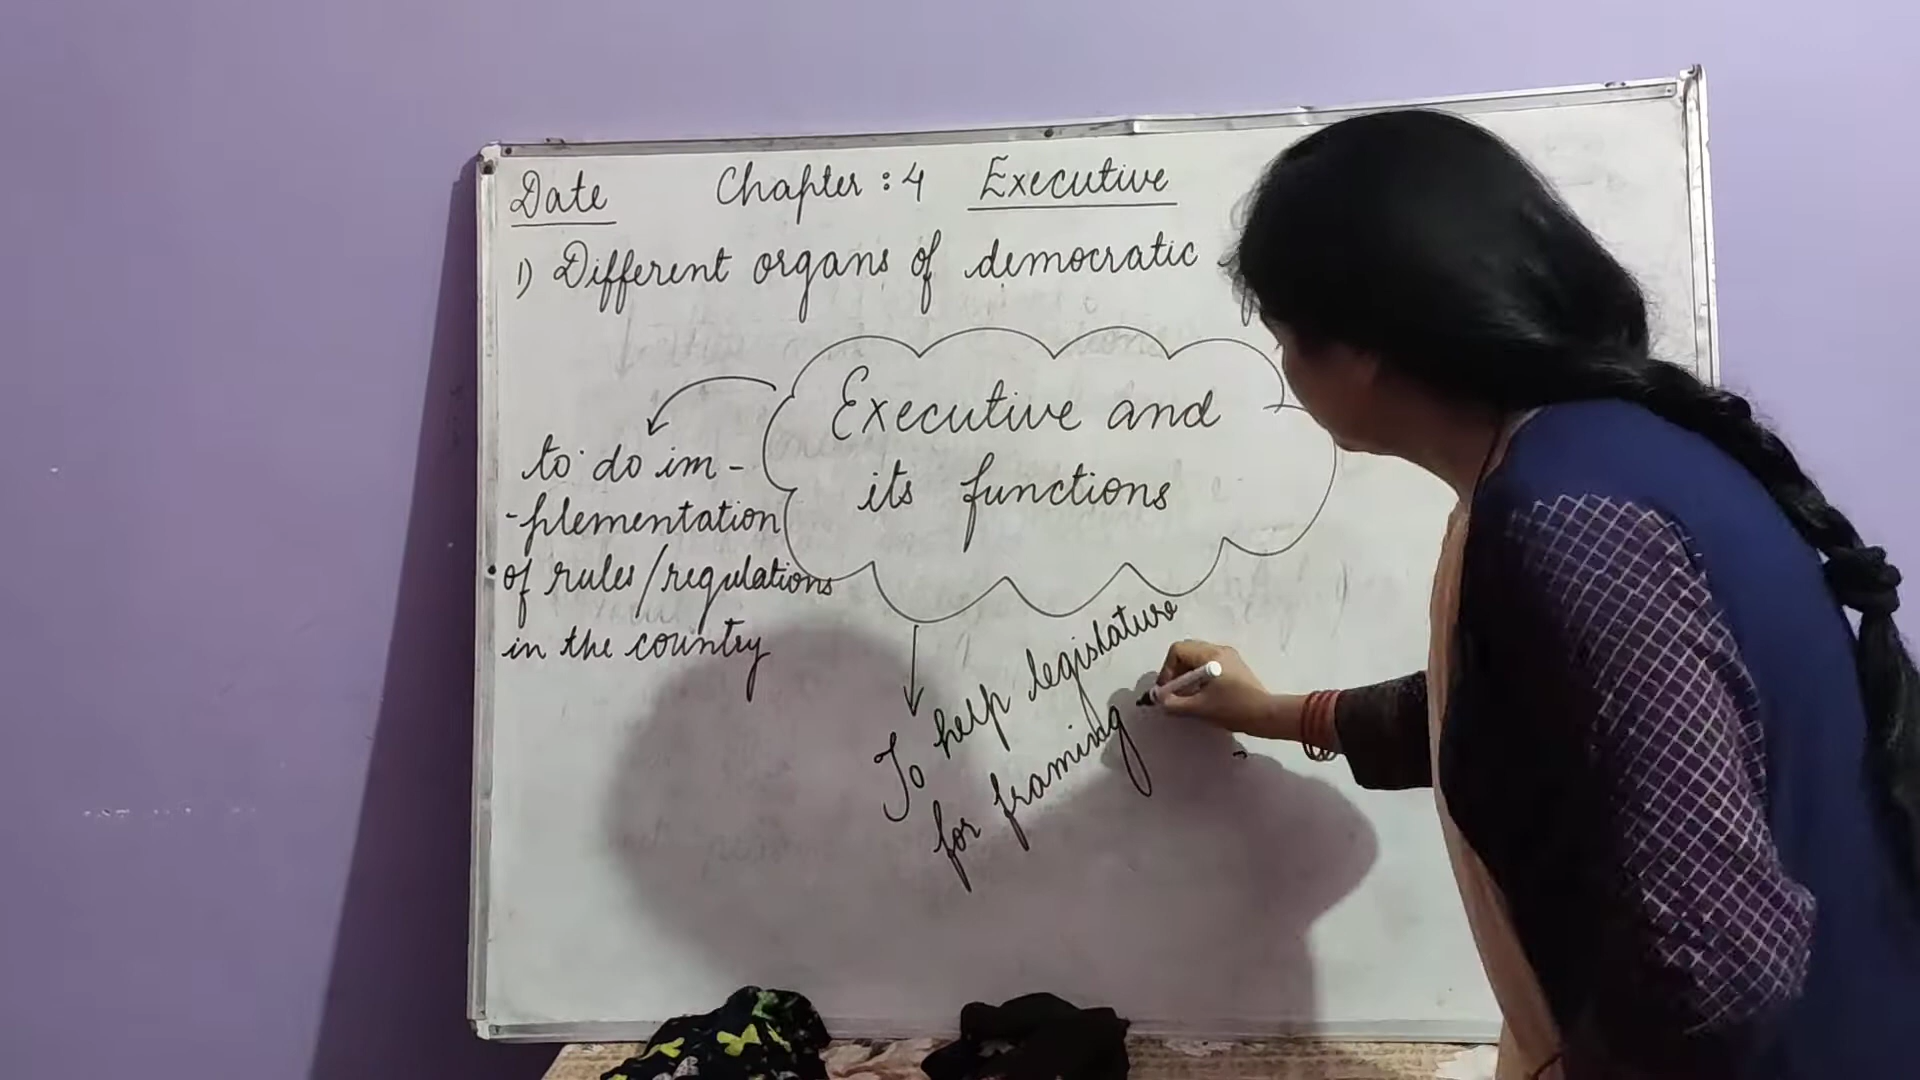 Date Chapter : 4 Executive
1) Different organs of democratic
Executive and
its functions
to do im-
-plementation
of rules/regulations
in the country
To help legislature
for framing